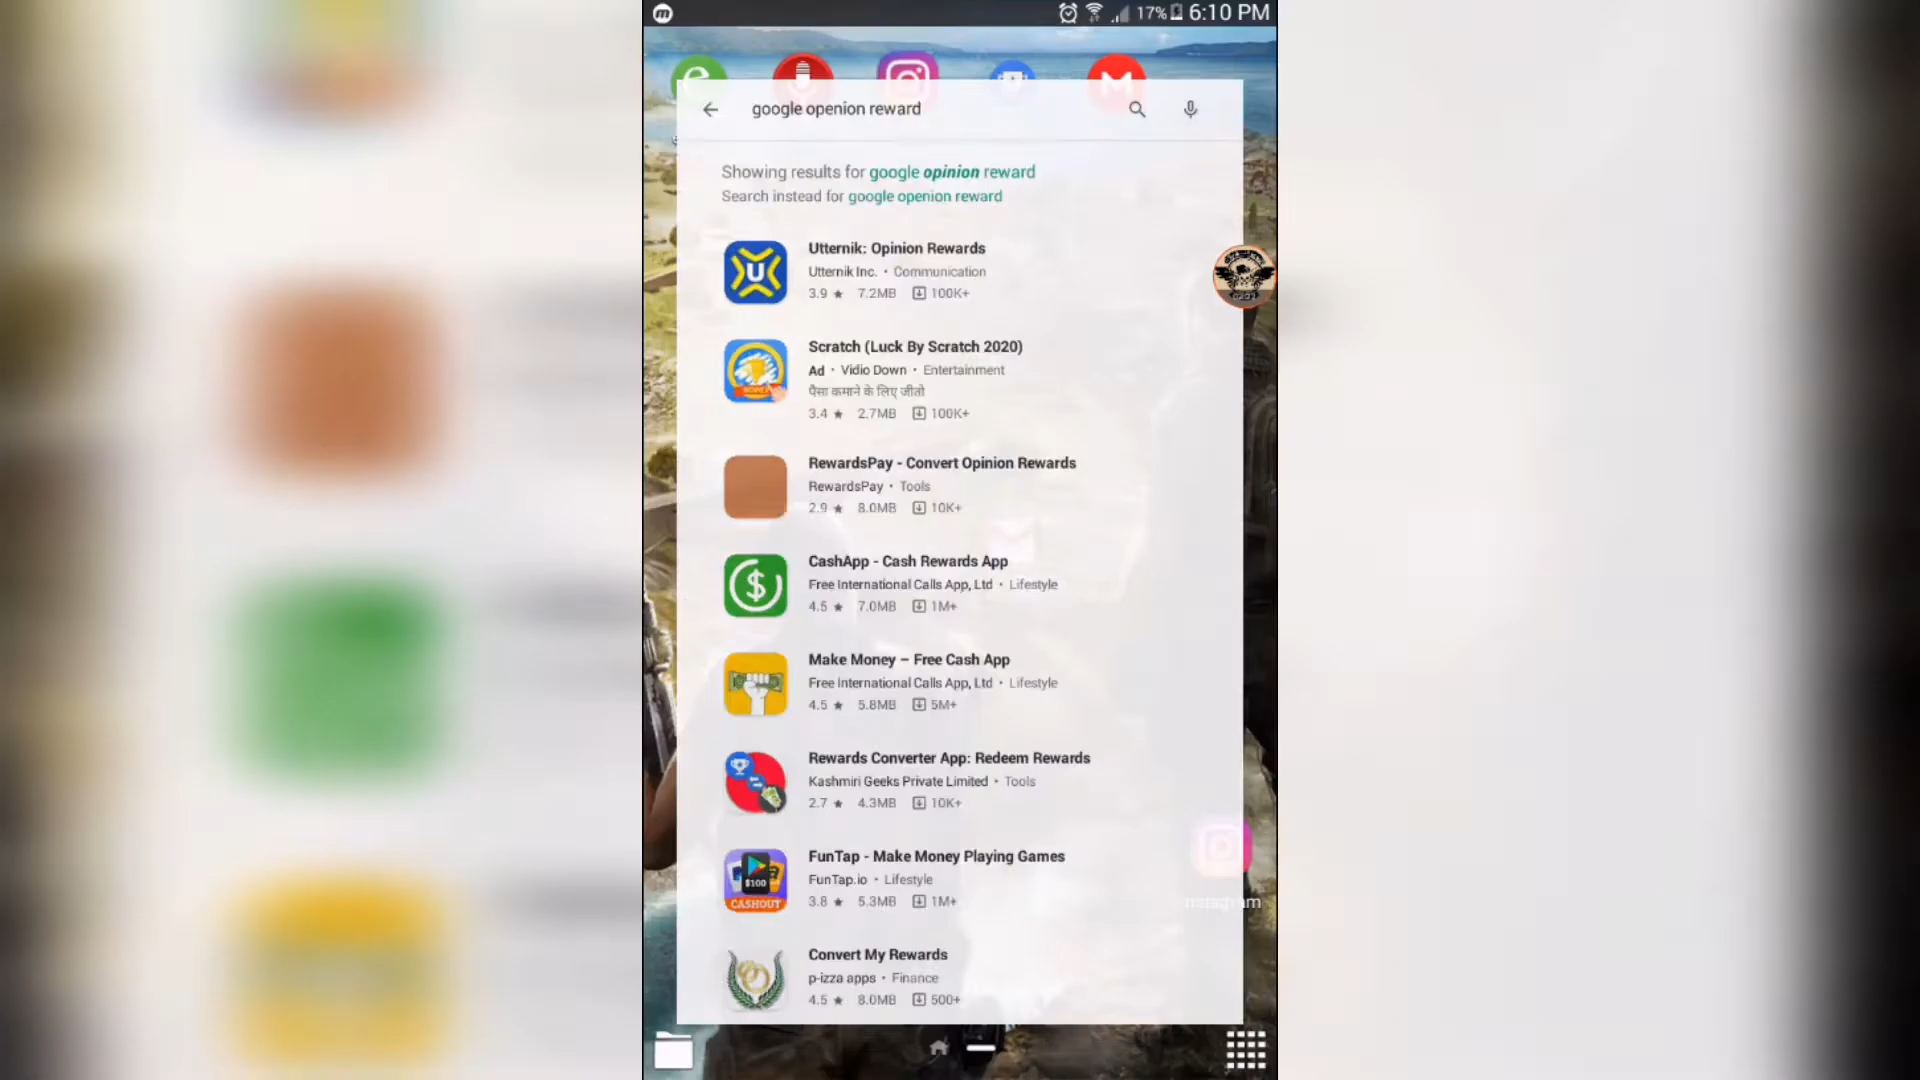 17% 6:10 PM
google openion reward
Showing results for google opinion reward
Search instead for google openion reward
Utternik: Opinion Rewards
Utternik Inc. • Communication
3.9 ★ 7.2MB 100K+
Scratch (Luck By Scratch 2020)
Ad • Vidio Down • Entertainment
पैसा कमाने के लिए जीतो
3.4 ★ 2.7MB 100K+
RewardsPay - Convert Opinion Rewards
RewardsPay • Tools
2.9 ★ 8.0MB 10K+
CashApp - Cash Rewards App
Free International Calls App, Ltd • Lifestyle
4.5 ★ 7.0MB 1M+
Make Money – Free Cash App
Free International Calls App, Ltd • Lifestyle
4.5 ★ 5.8MB 5M+
Rewards Converter App: Redeem Rewards
Kashmiri Geeks Private Limited • Tools
2.7 ★ 4.3MB 10K+
$100
CASHOUT
FunTap - Make Money Playing Games
FunTap.io • Lifestyle
3.8 ★ 5.3MB 1M+
Instagram
Convert My Rewards
p-izza apps • Finance
4.5 ★ 8.0MB 500+